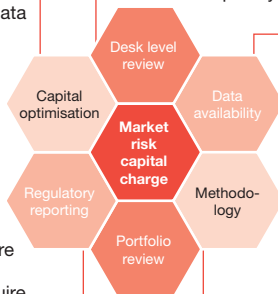 ata
Desk level
review
Capital
optimisation
Data
availability
Market
risk
capital
charge
Regulatory
reporting
Methodo-
logy
Portfolio
review
re
uire